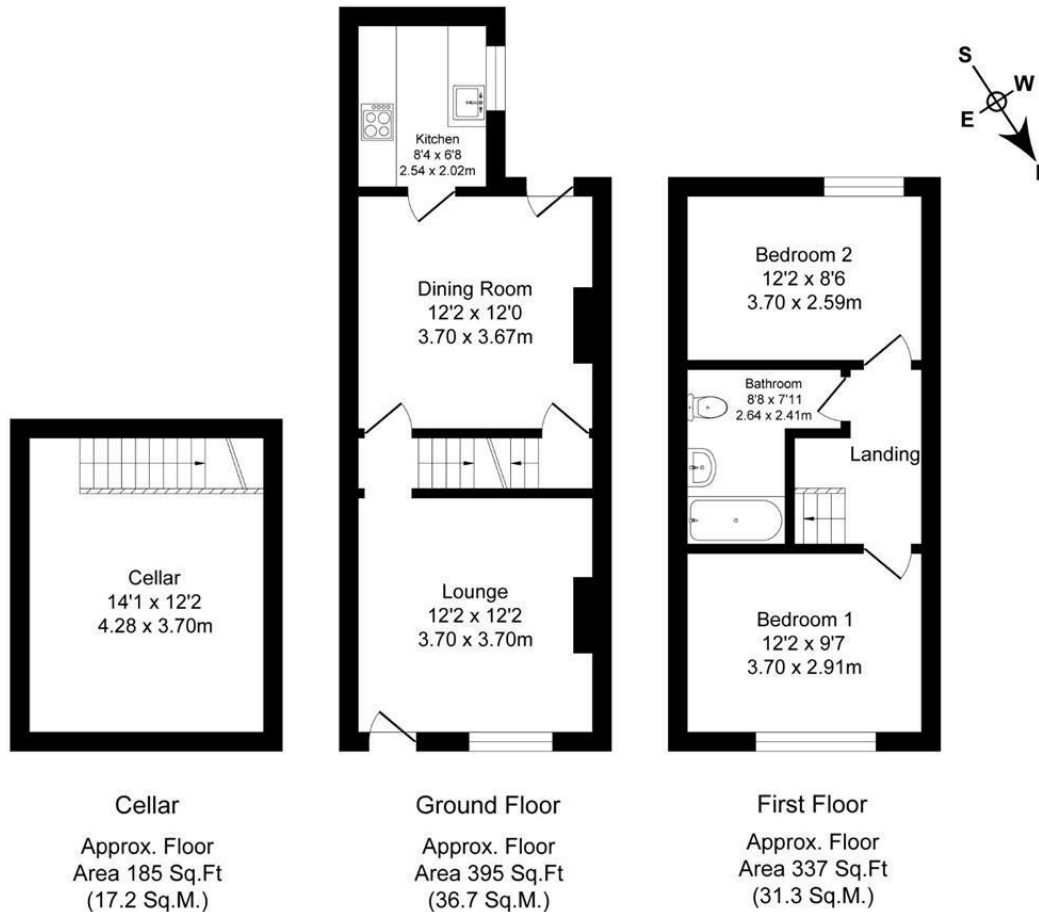 S
W
E
Kitchen
8'4 x 6'8
2.54 x 2.02m
Dining Room
12'2 x 12'0
3.70 x 3.67m
Bedroom 2
12'2 x 8'6
3.70 x 2.59m
Bathroom
8'8 x 7'11
2.64 x 2.41m
Landing
Cellar
14'1 x 12'2
4.28 x 3.70m
Lounge
12'2 x 12'2
3.70 x 3.70m
Bedroom 1
12'2 x 9'7
3.70 x 2.91m
Cellar
Approx. Floor
Area 185 Sq.Ft
(17.2 Sq.M.)
Ground Floor
Approx. Floor
Area 395 Sq.Ft
(36.7 Sq.M.)
First Floor
Approx. Floor
Area 337 Sq.Ft
(31.3 Sq.M.)